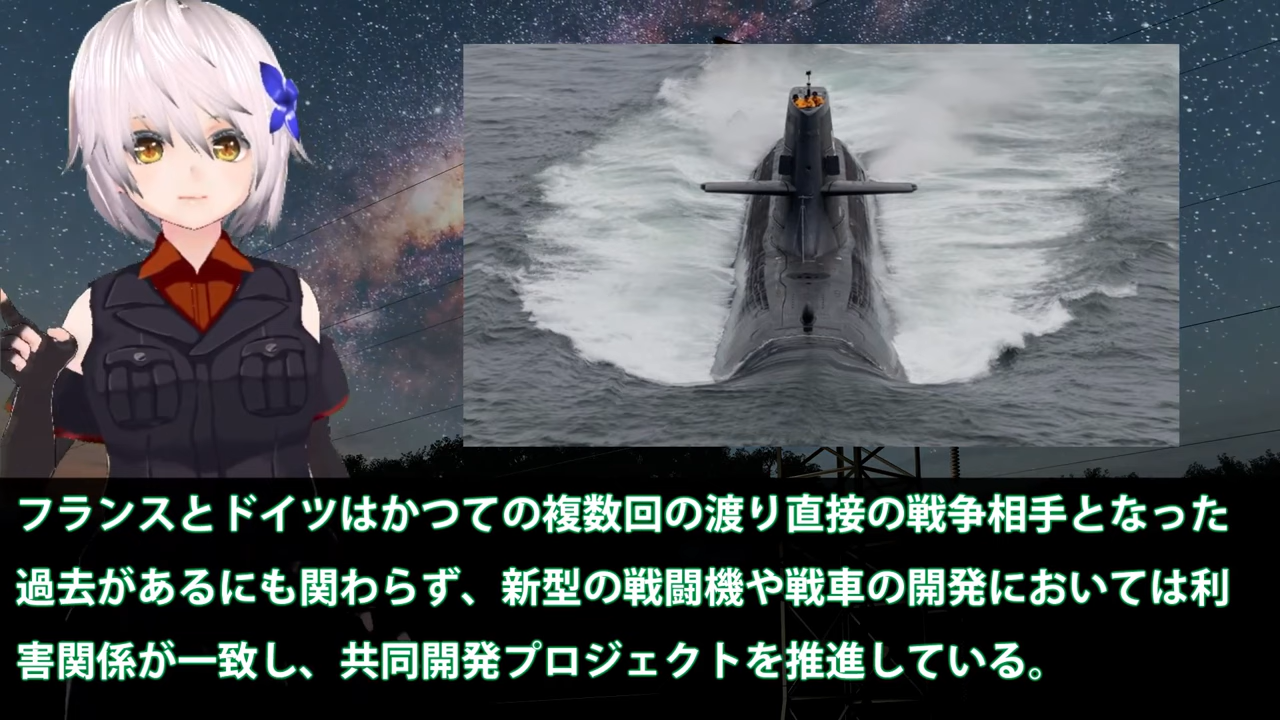 フランスとドイツはかつての複数回の渡り直接の戦争相手となった
過去があるにも関わらず、新型の戦闘機や戦車の開発においては利
害関係が一致し、共同開発プロジェクトを推進している。